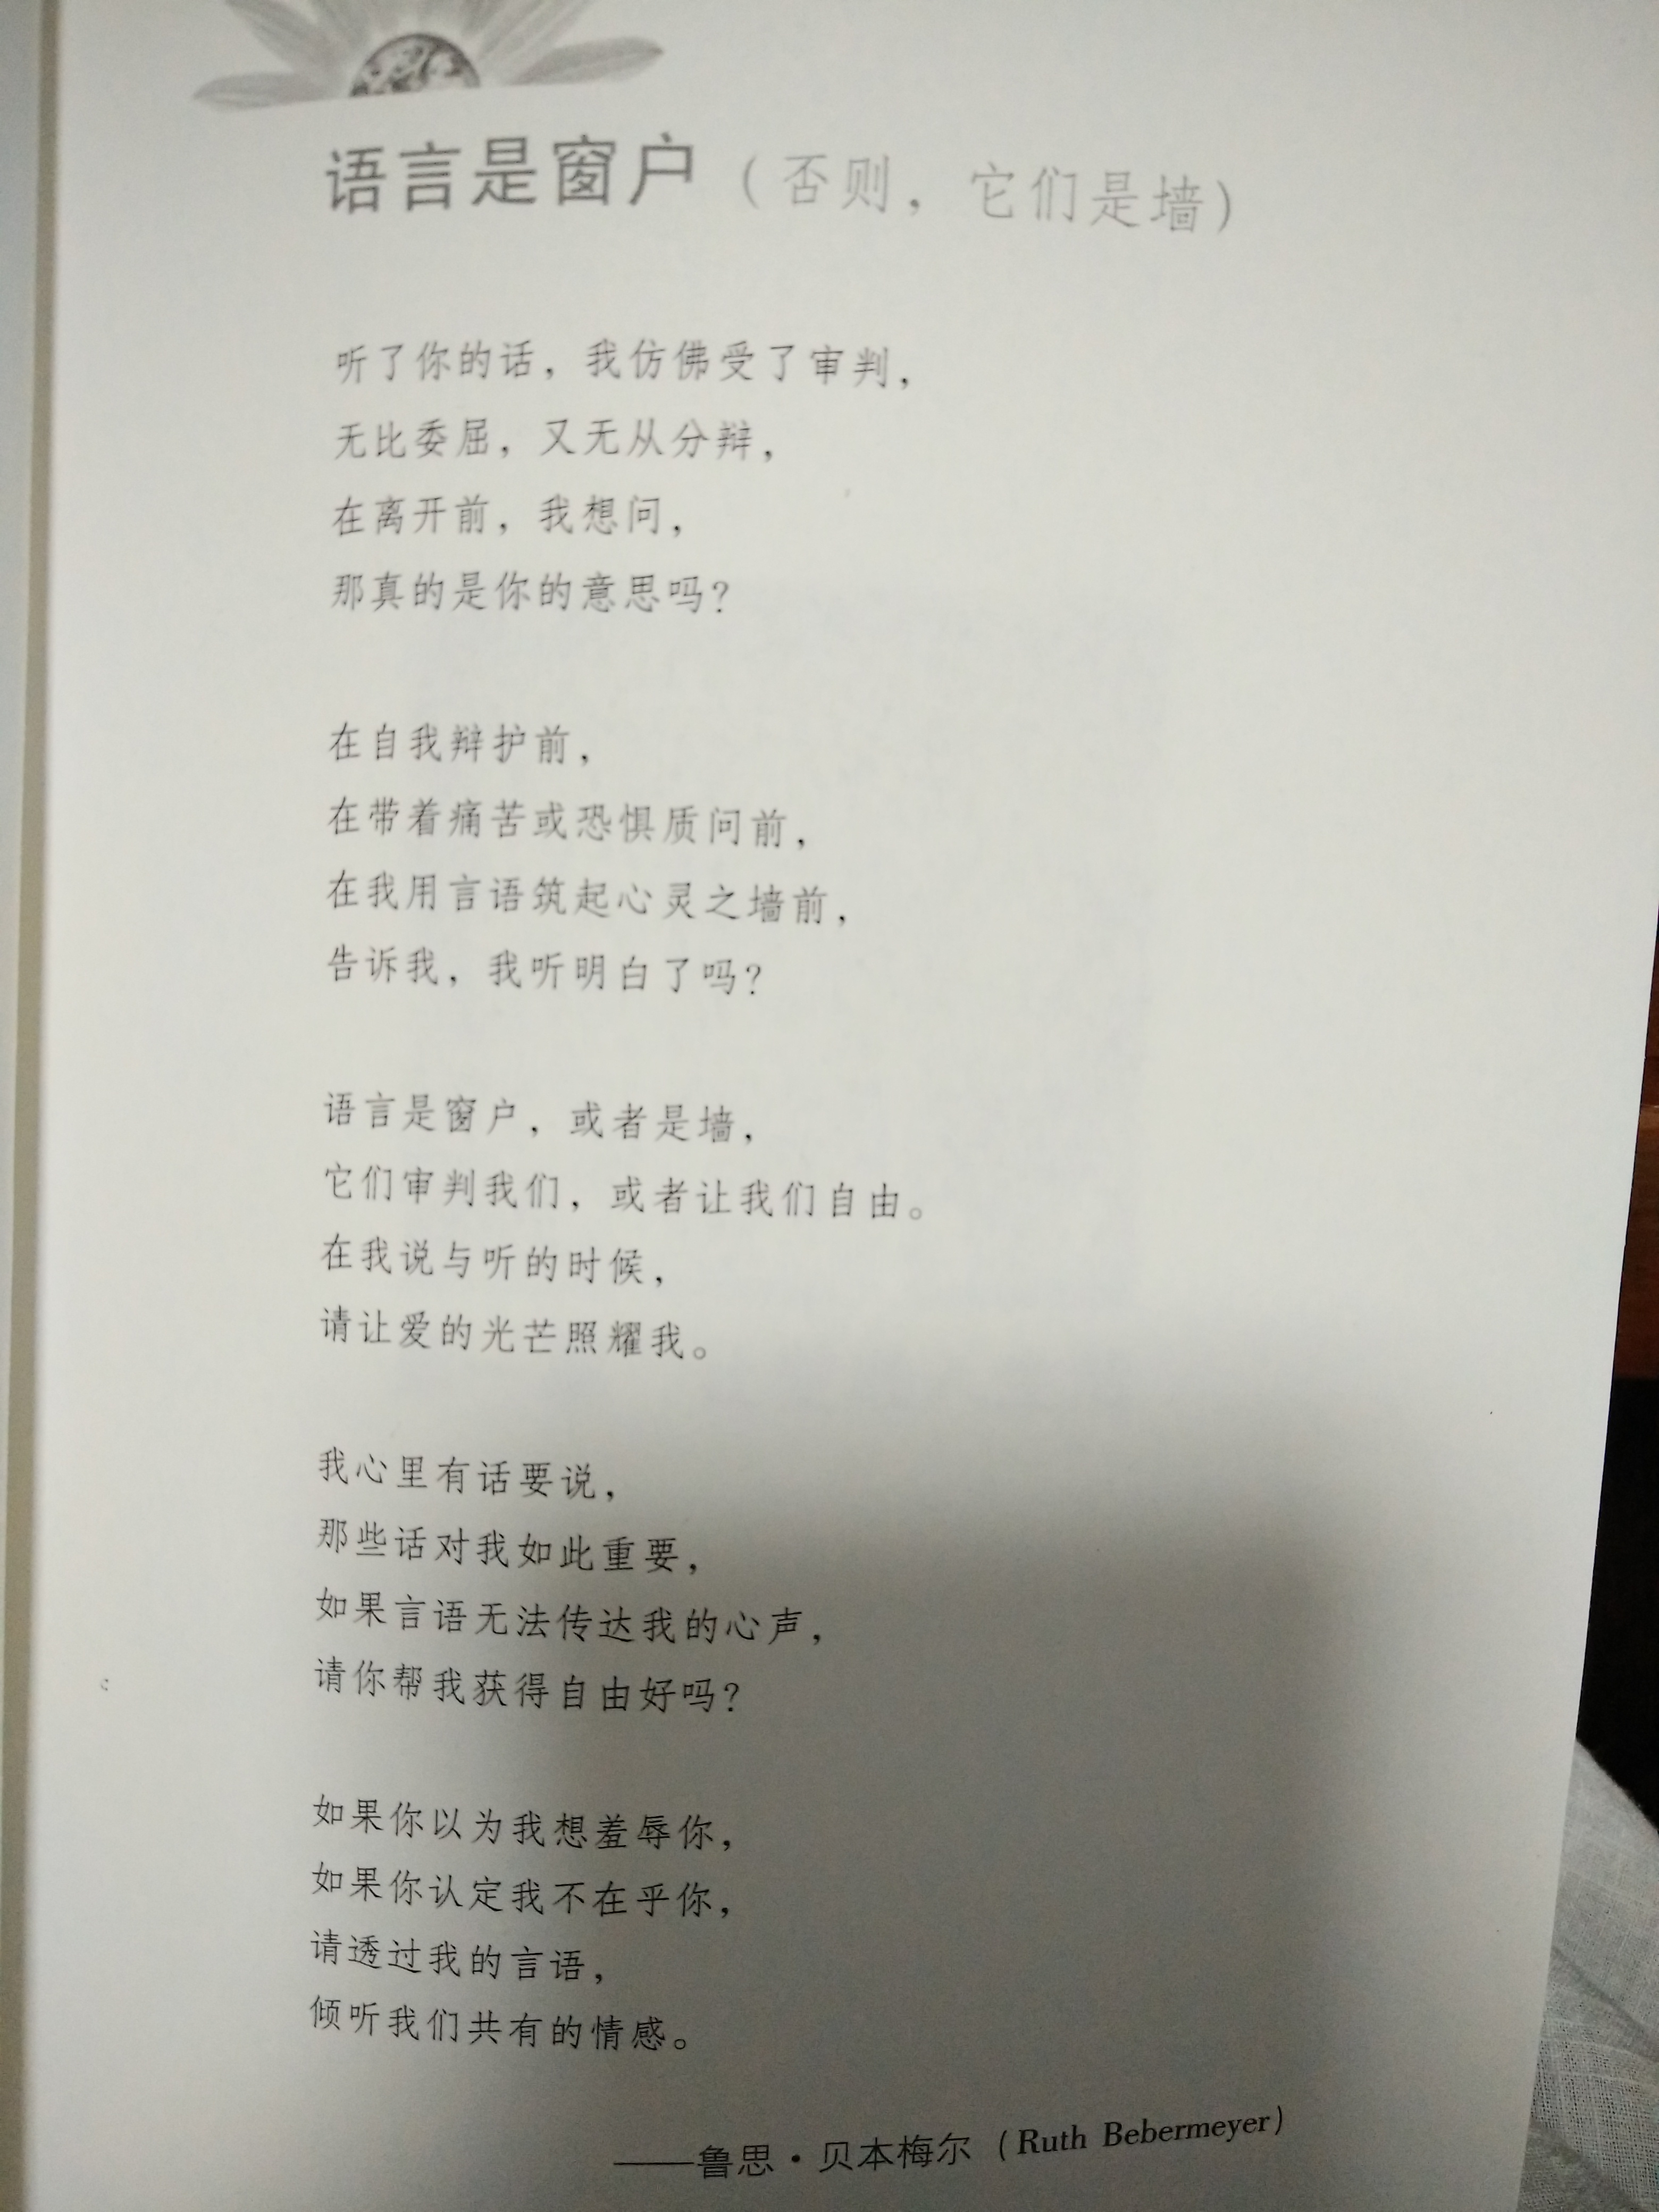 语言是窗户（否则，它们是墙）
听了你的话，我仿佛受了审判，
无比委屈，又无从分辩，
在离开前，我想问，
那真的是你的意思吗？
在自我辩护前，
在带着痛苦或恐惧质问前，
在我用言语筑起心灵之墙前，
告诉我，我听明白了吗？
语言是窗户，或者是墙，
它们审判我们，或者让我们自由。
在我说与听的时候，
请让爱的光芒照耀我。
我心里有话要说，
那些话对我如此重要，
如果言语无法传达我的心声，
请你帮我获得自由好吗？
如果你以为我想羞辱你，
如果你认定我不在乎你，
请透过我的言语，
倾听我们共有的情感。
——鲁思·贝本梅尔（Ruth Bebermeyer）